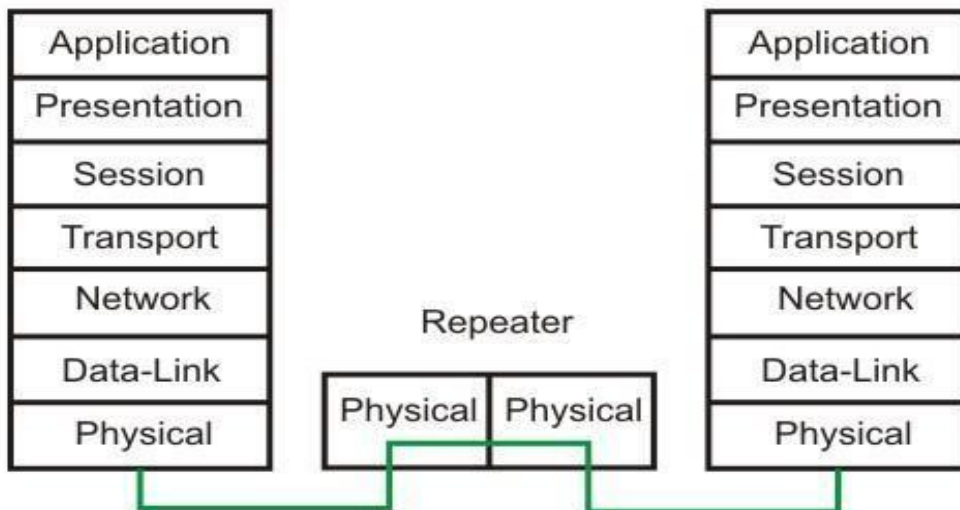 Application
Presentation
Session
Transport
Network
Data-Link
Physical
Repeater
Physical Physical
Application
Presentation
Session
Transport
Network
Data-Link
Physical